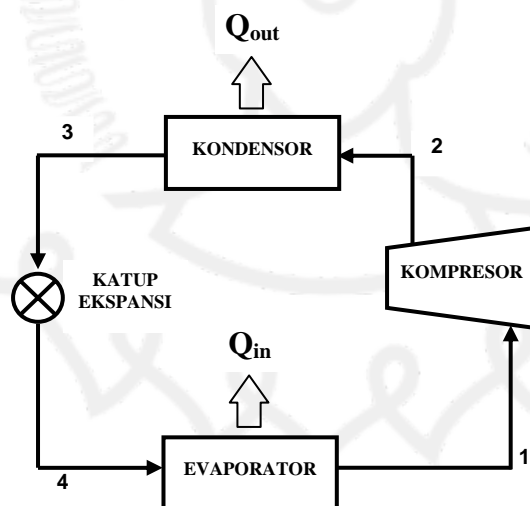 Qout
3
KONDENSOR
2
KATUP
EKSPANSI
KOMPRESOR
Qin
4
EVAPORATOR
1